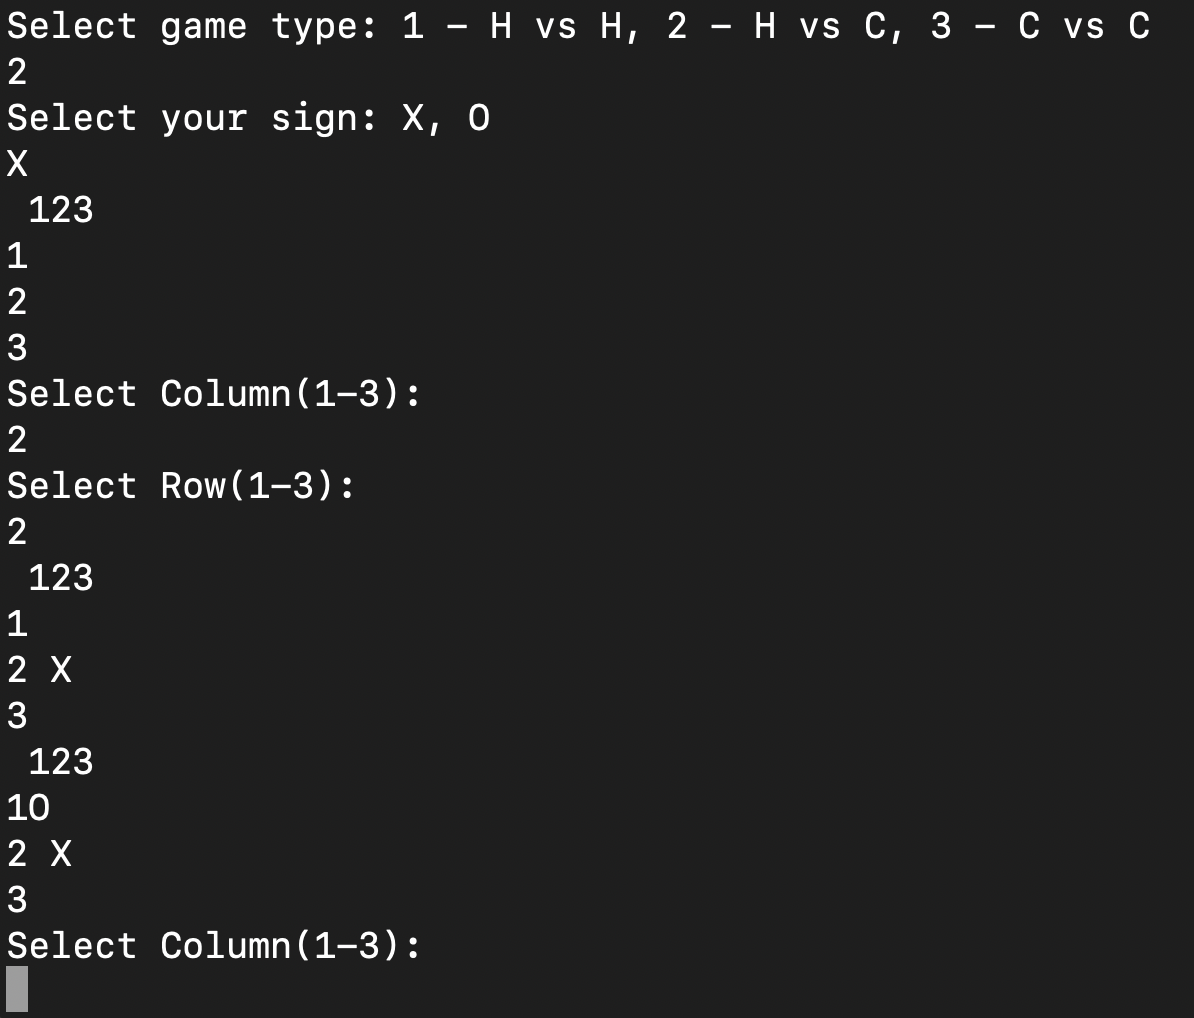 Select game type: 1 – H vs H, 2 – H vs C, 3 – C vs C
2
Select your sign: X, O
X
 123
1
2
3
Select Column(1–3):
2
Select Row(1–3):
2
 123
1
2 X
3
 123
1O
2 X
3
Select Column(1–3):